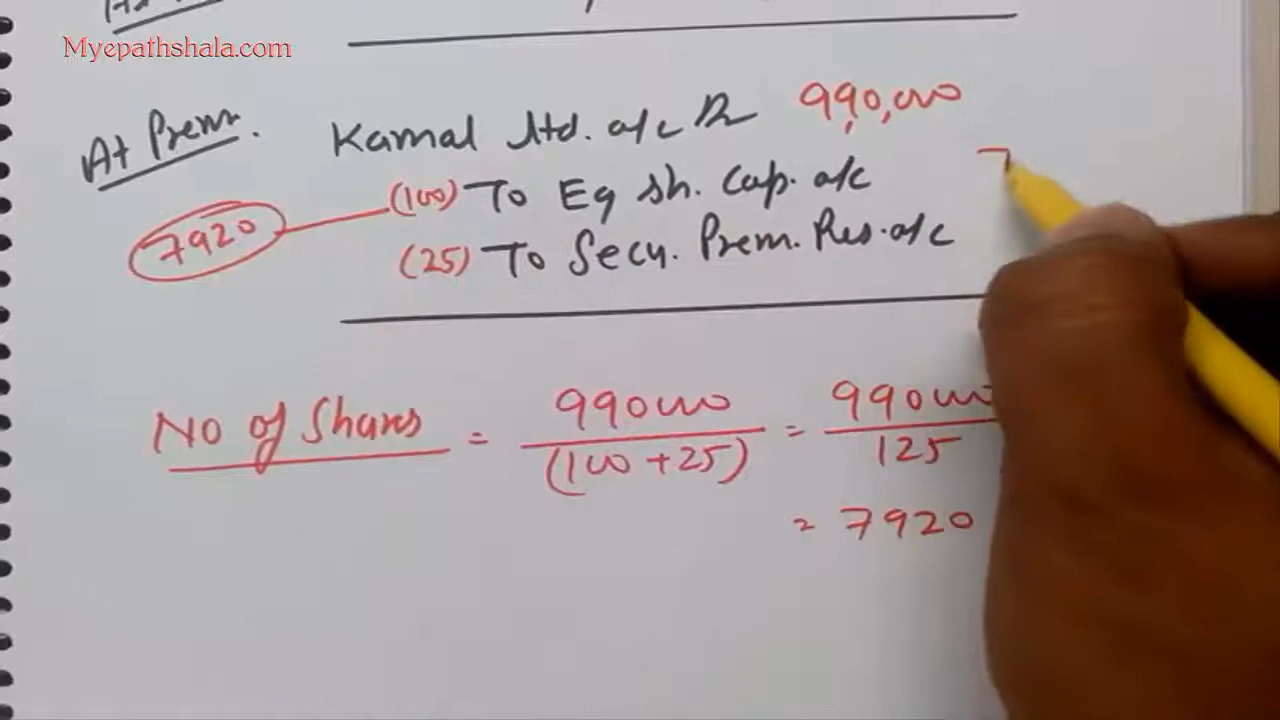 Myepathshala.com
At Prem. Kamal ltd. a/c Dr 990,000
7920 (100) To Eq Sh. Cap. a/c 7
(25) To Secu. Prem. Res. a/c
No of Shares = 990000 / (100 + 25) = 990000 / 125
= 7920